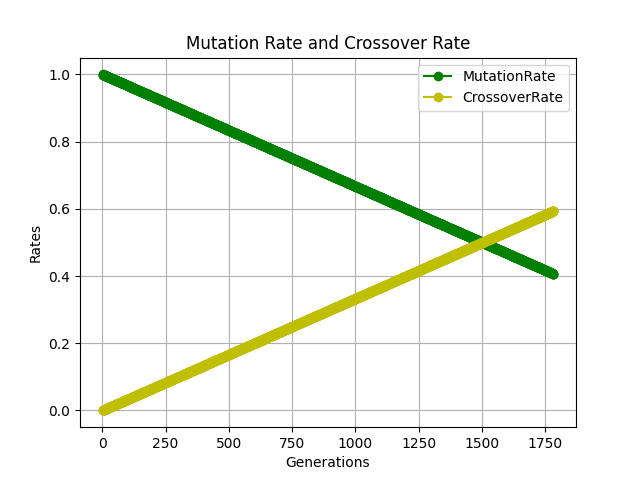 Mutation Rate and Crossover Rate
MutationRate
CrossoverRate
Rates
1.0
0.8
0.6
0.4
0.2
0.0
0 250 500 750 1000 1250 1500 1750
Generations